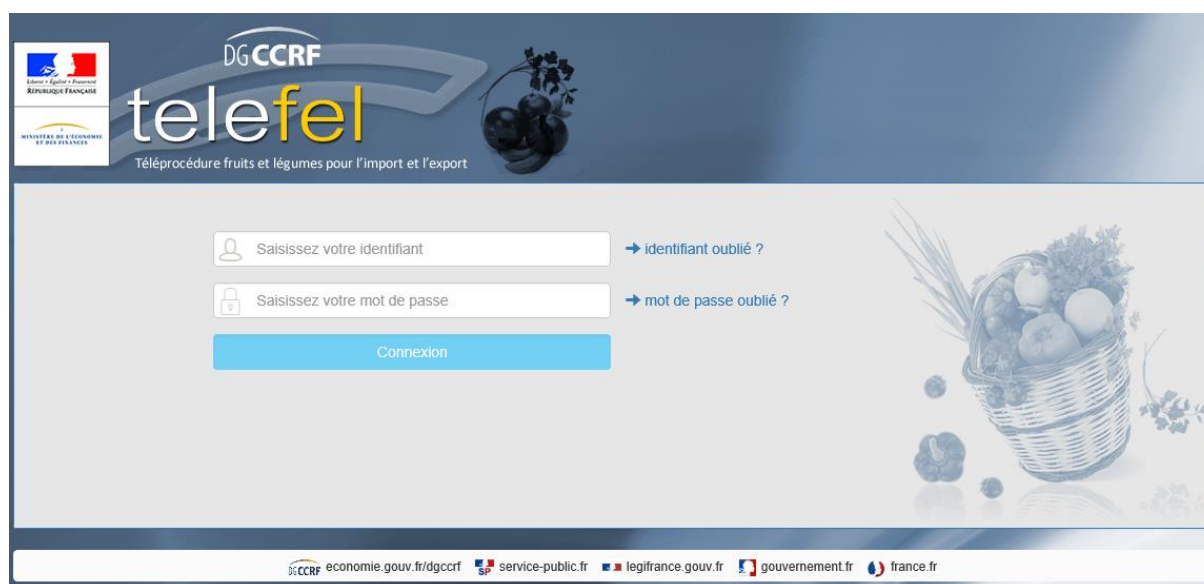 DGCCRF
Liberté • Égalité • Fraternité
RÉPUBLIQUE FRANÇAISE
MINISTÈRE DE L'ÉCONOMIE
ET DES FINANCES
telefel
Téléprocédure fruits et légumes pour l'import et l'export
Saisissez votre identifiant
identifiant oublié ?
Saisissez votre mot de passe
mot de passe oublié ?
Connexion
DGCCRF economie.gouv.fr/dgccrf SP service-public.fr legifrance.gouv.fr gouvernement.fr france.fr